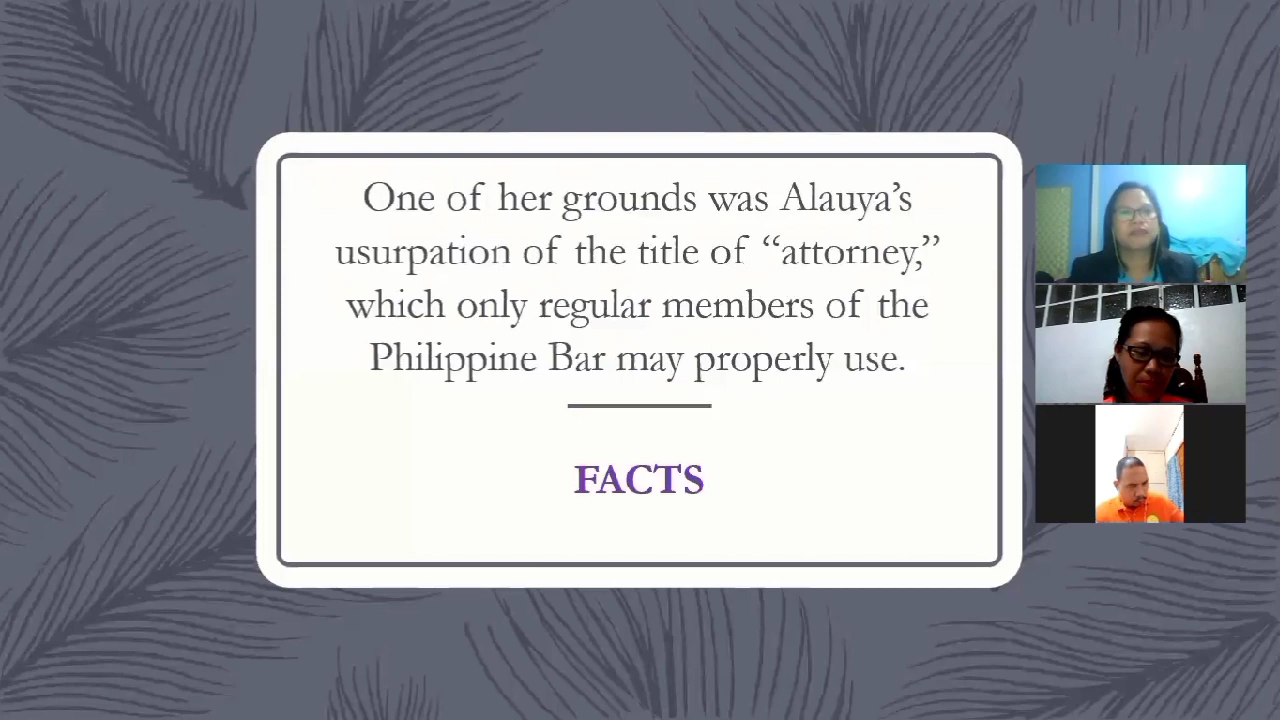 One of her grounds was Alauya’s
usurpation of the title of “attorney,”
which only regular members of the
Philippine Bar may properly use.
FACTS